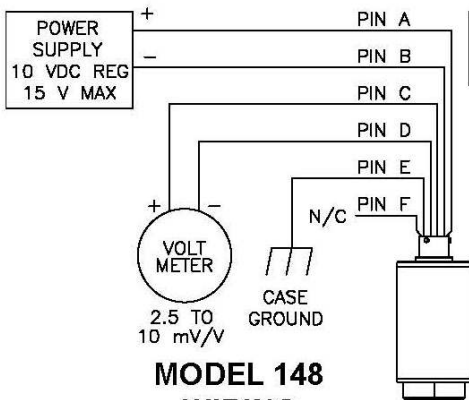 POWER
SUPPLY
10 VDC REG
15 V MAX
+
−
PIN A
PIN B
PIN C
PIN D
PIN E
PIN F
N/C
+
−
VOLT
METER
2.5 TO
10 mV/V
CASE
GROUND
MODEL 148